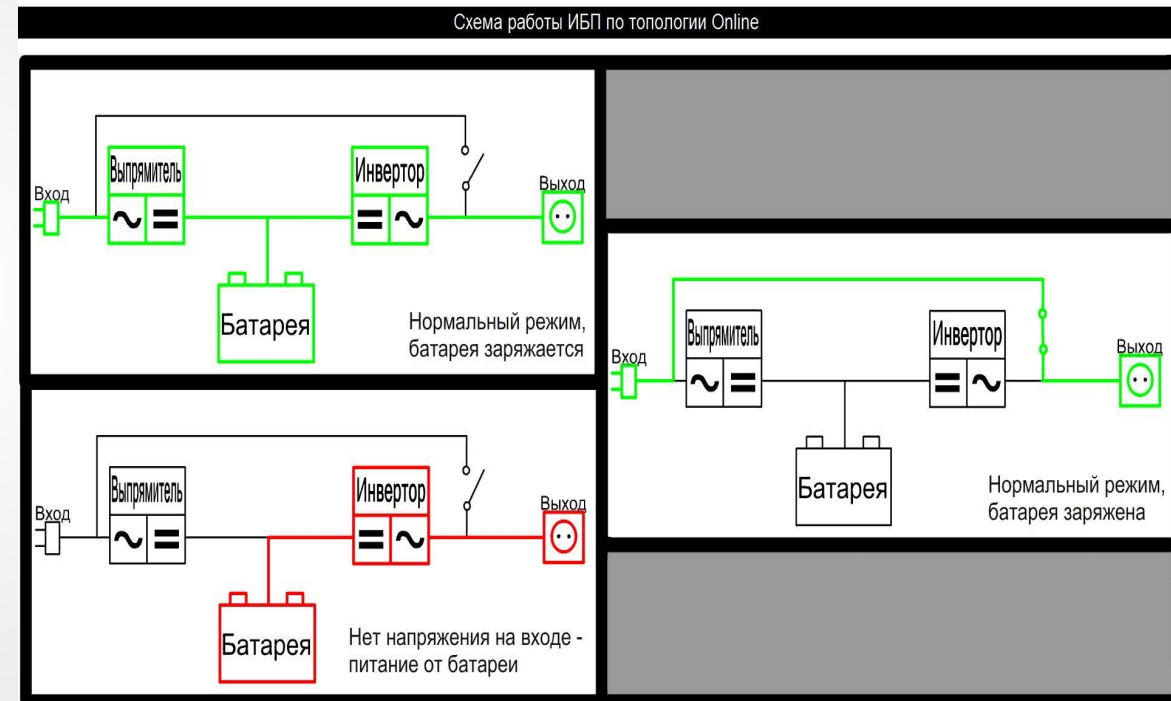 Схема работы ИБП по топологии Online
Вход
Выпрямитель
Инвертор
Выход
Батарея
Нормальный режим,
батарея заряжается
Вход
Выпрямитель
Инвертор
Выход
Батарея
Нет напряжения на входе -
питание от батареи
Вход
Выпрямитель
Инвертор
Выход
Батарея
Нормальный режим,
батарея заряжена